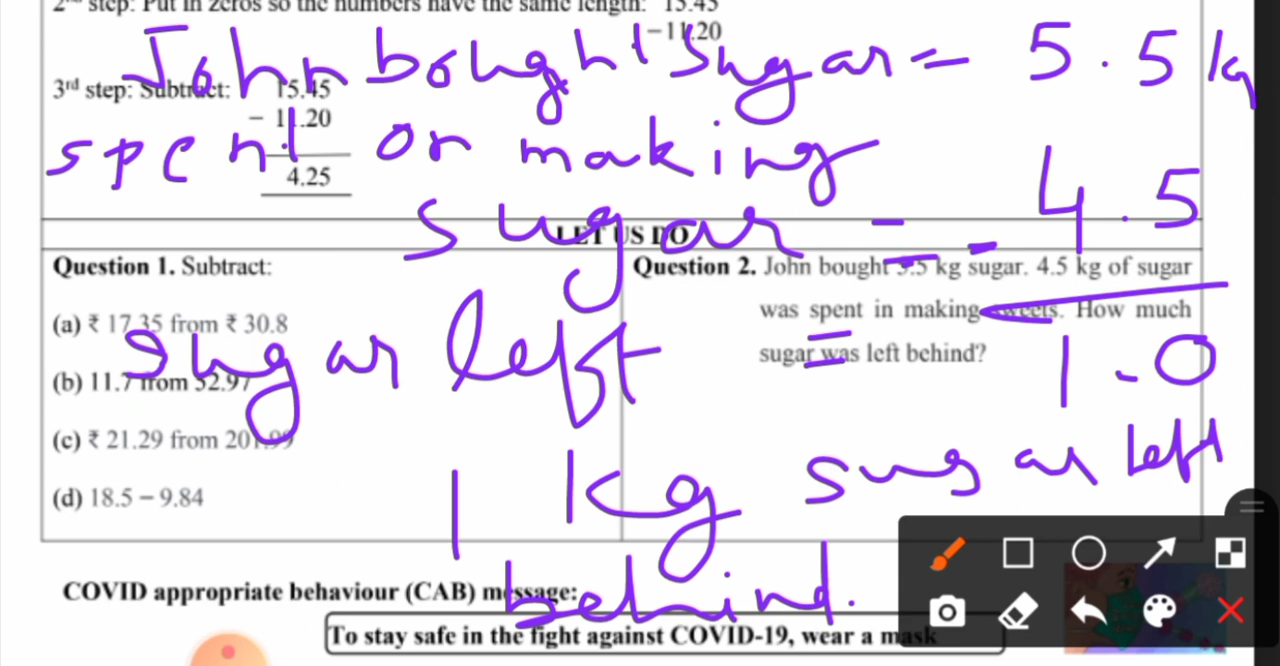 2nd step: Put in zeros so the numbers have the same length: 15.45
−11.20
John bought Sugar = 5.5 kg
3rd step: Subtract: 15.45
− 11.20
4.25
spent on making
sugar = - 4.5
LET US DO
Question 1. Subtract:
(a) ₹ 17.35 from ₹ 30.8
(b) 11.7 from 52.97
(c) ₹ 21.29 from 201.99
(d) 18.5 – 9.84
Question 2. John bought 5.5 kg sugar. 4.5 kg of sugar
was spent in making sweets. How much
sugar was left behind?
1.0
Sugar left
1 kg sugar left
behind.
COVID appropriate behaviour (CAB) message:
To stay safe in the fight against COVID-19, wear a mask